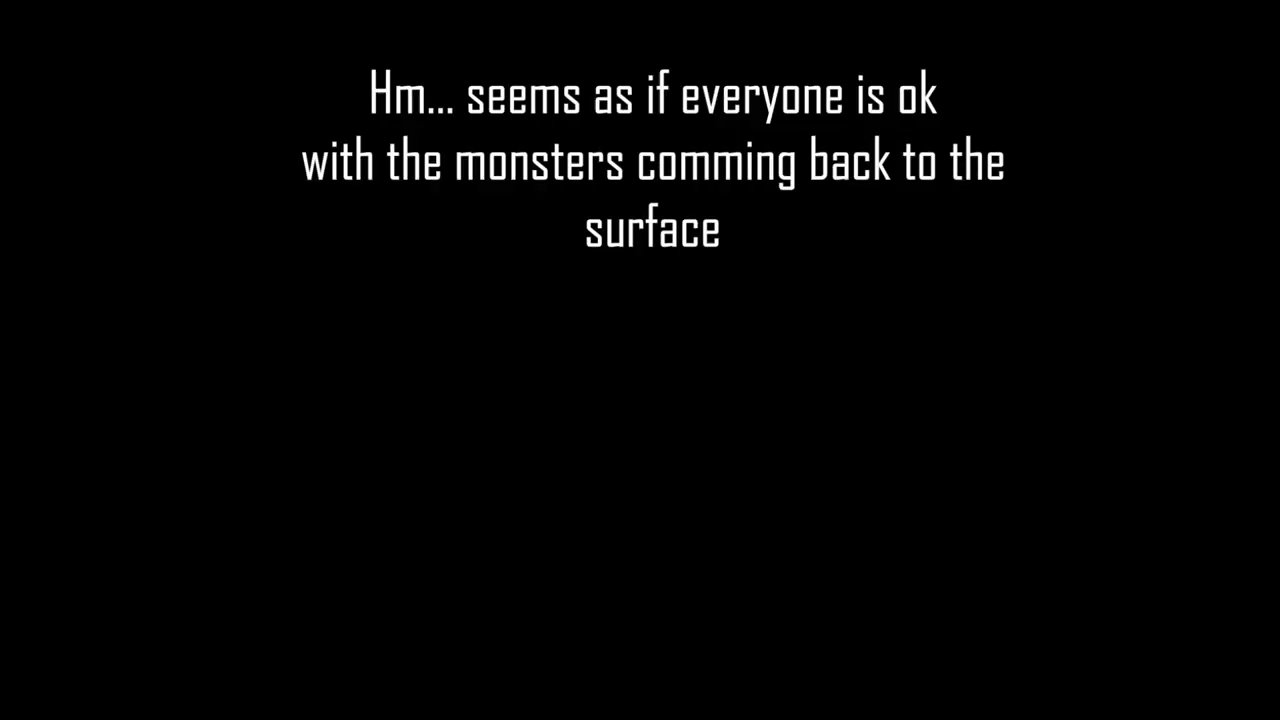 Hm... seems as if everyone is ok
with the monsters comming back to the
surface